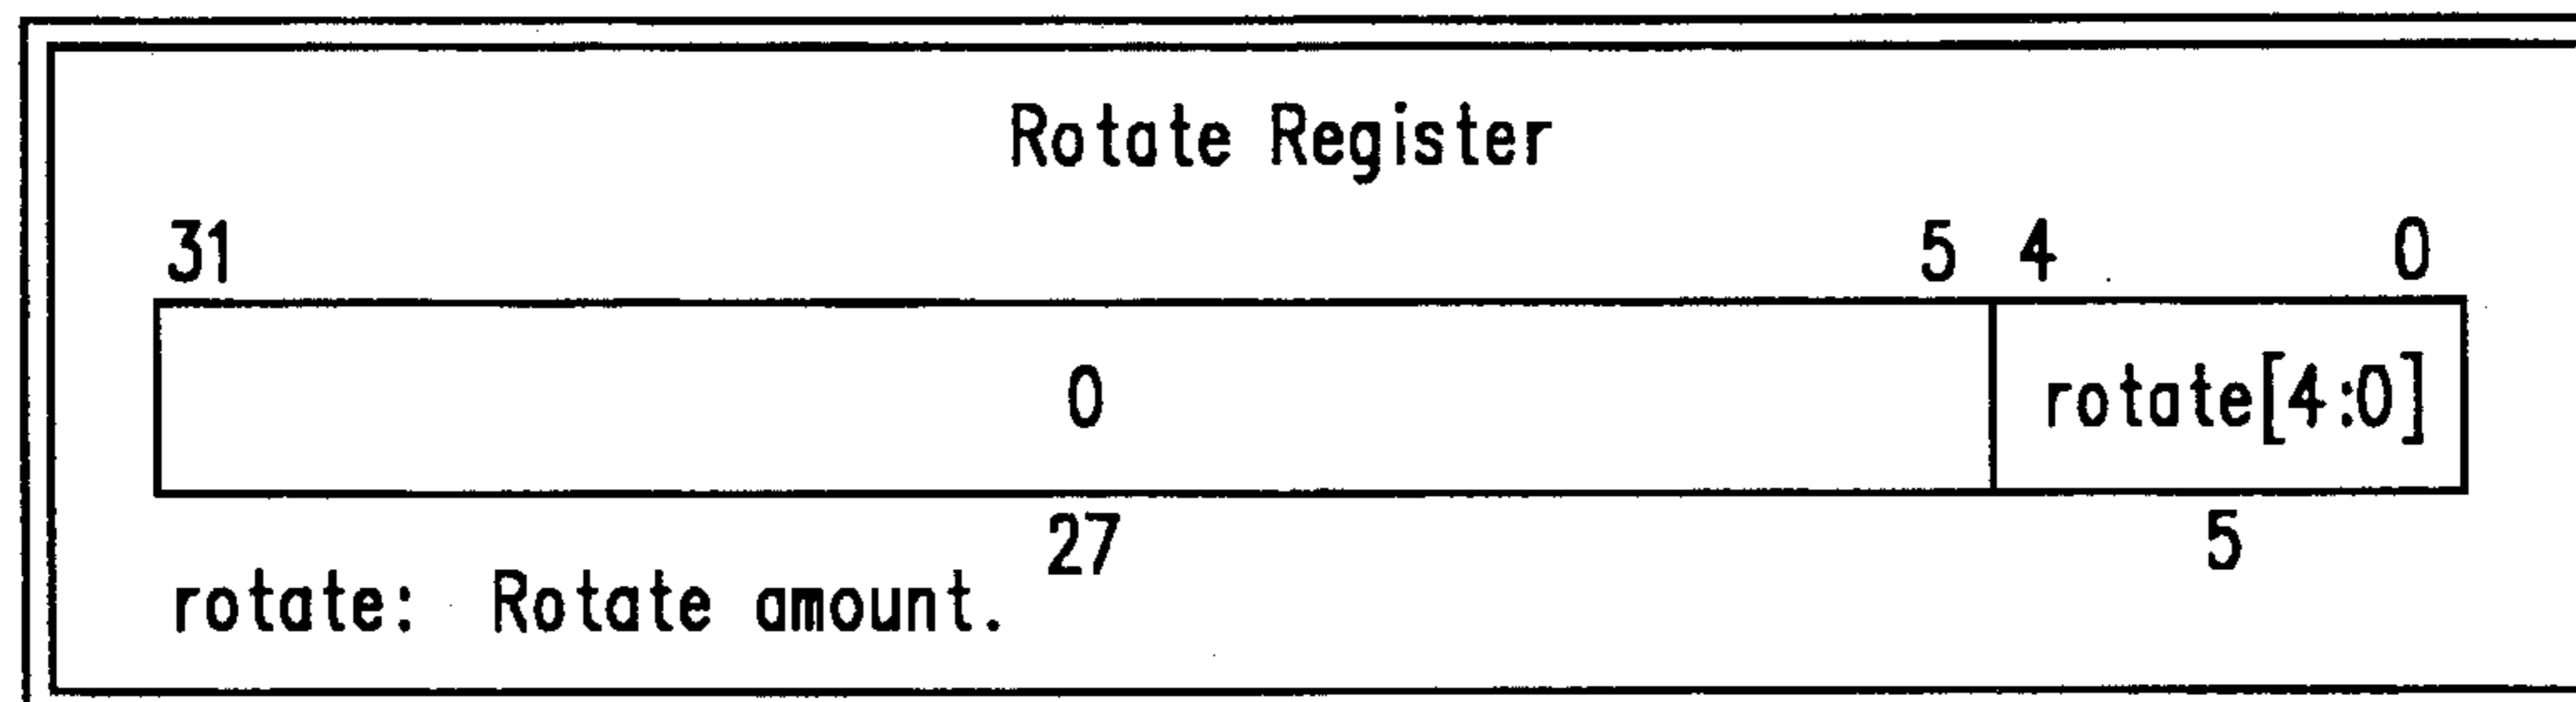 Rotate Register
31 5 4 0
0 rotate[4:0]
27 5
rotate: Rotate amount.